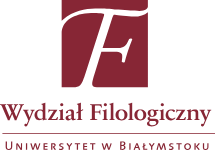 F
Wydział Filologiczny
Uniwersytet w Białymstoku